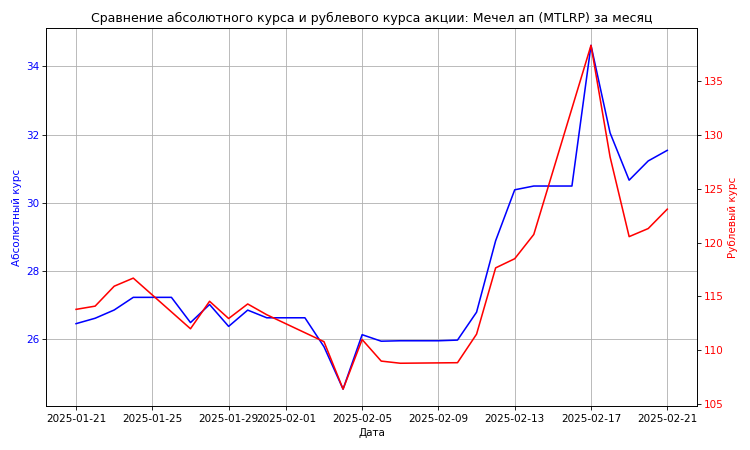 Сравнение абсолютного курса и рублевого курса акции: Мечел ап (MTLRP) за месяц
Абсолютный курс
34
32
30
28
26
135
130
125
120
115
110
105
Рублевый курс
2025-01-21 2025-01-25 2025-01-29 2025-02-01 2025-02-05 2025-02-09 2025-02-13 2025-02-17 2025-02-21
Дата